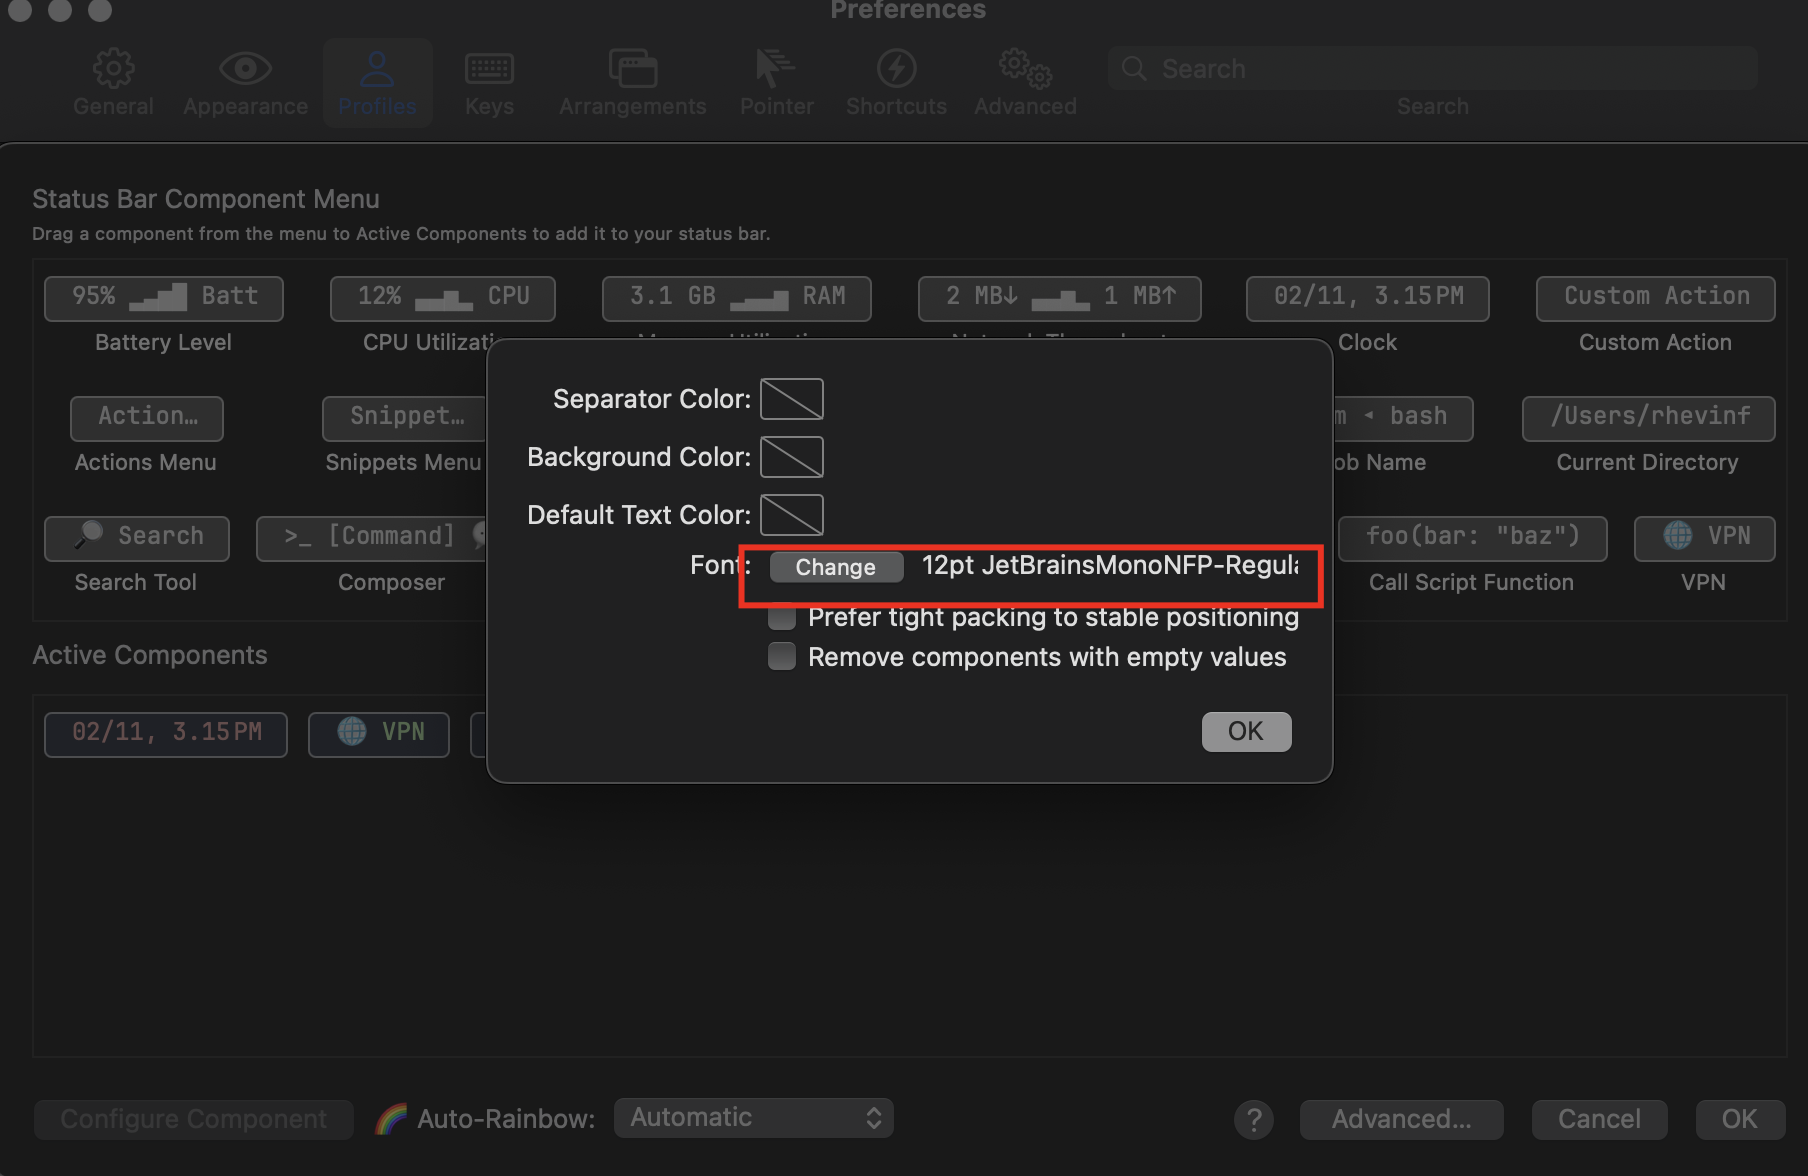 Preferences
General Appearance Profiles Keys Arrangements Pointer Shortcuts Advanced Search
Search
Status Bar Component Menu
Drag a component from the menu to Active Components to add it to your status bar.
95% Batt 12% CPU 3.1 GB RAM 2 MB↓ 1 MB↑ 02/11, 3.15PM Custom Action
Battery Level Clock Custom Action
CPU
Action… Snippet… bash /Users/rhevinf
Actions Menu Snippets Menu Name Current Directory
Search >_ [Command] foo(bar: "baz") VPN
Search Tool Composer Call Script Function VPN
Separator Color:
Background Color:
Default Text Color:
Font: Change 12pt JetBrainsMonoNFP-Regul
Prefer tight packing to stable positioning
Remove components with empty values
OK
Active Components
02/11, 3.15PM VPN
Configure Component Auto-Rainbow: Automatic ? Advanced... Cancel OK